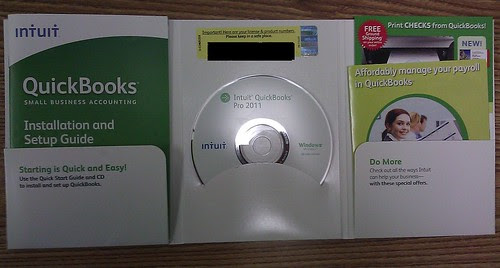 INTUIT
QuickBooks
SMALL BUSINESS ACCOUNTING
Installation and
Setup Guide
Starting is Quick and Easy!
Use the Quick Start Guide and CD
to install and set up QuickBooks.
Important! Here are your license & product numbers.
Please keep in a safe place.
Intuit QuickBooks
Pro 2011
INTUIT
Windows
Print CHECKS from QuickBooks!
FREE
Shipping
NEW!
Affordably manage your payroll
in QuickBooks
Do More
Check out all the ways Intuit
can help your business—
with these special offers.